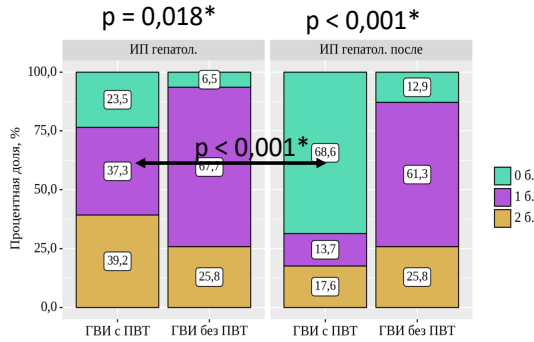 p = 0,018*
p < 0,001*
ИП гепатол.
ИП гепатол. после
Процентная доля, %
100,0
75,0
50,0
25,0
0,0
23,5
37,3
39,2
6,5
67,7
25,8
p < 0,001*
68,6
13,7
17,6
12,9
61,3
25,8
0 б.
1 б.
2 б.
ГВИ с ПВТ
ГВИ без ПВТ
ГВИ с ПВТ
ГВИ без ПВТ